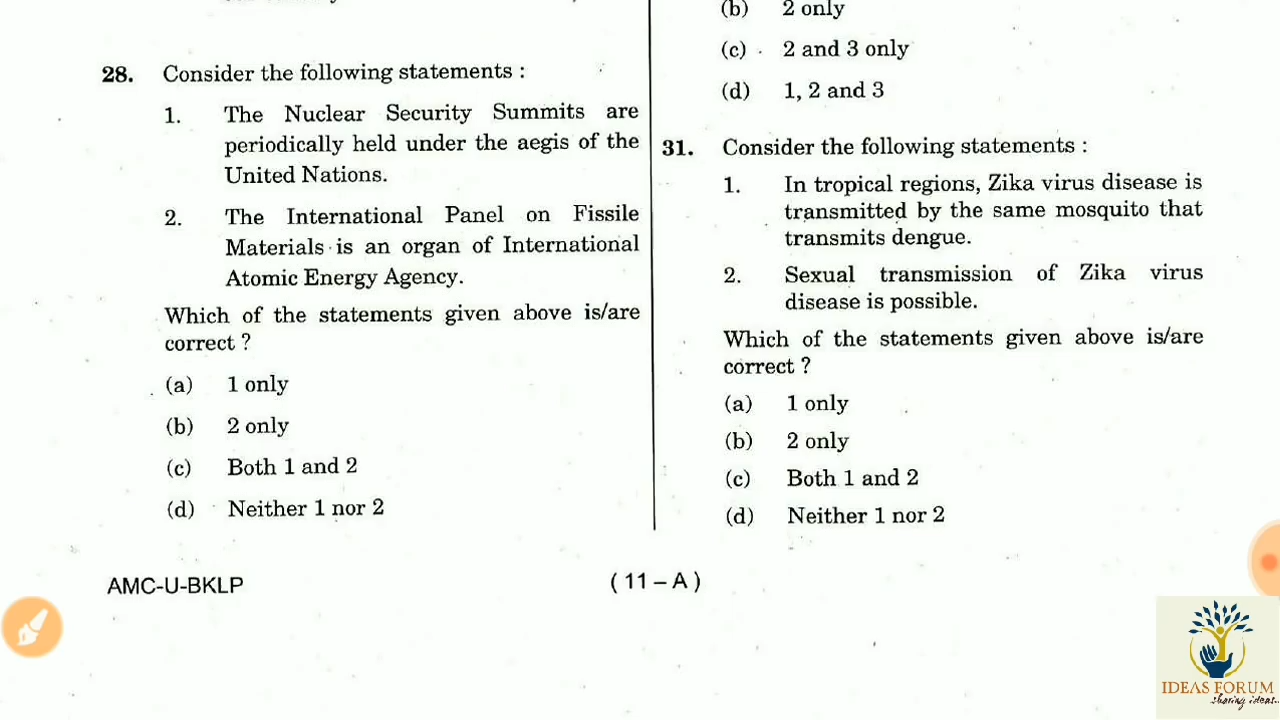 28. Consider the following statements :
1. The Nuclear Security Summits are
periodically held under the aegis of the
United Nations.
2. The International Panel on Fissile
Materials is an organ of International
Atomic Energy Agency.
Which of the statements given above is/are
correct ?
(a) 1 only
(b) 2 only
(c) Both 1 and 2
(d) Neither 1 nor 2
(b) 2 only
(c) 2 and 3 only
(d) 1, 2 and 3
31. Consider the following statements :
1. In tropical regions, Zika virus disease is
transmitted by the same mosquito that
transmits dengue.
2. Sexual transmission of Zika virus
disease is possible.
Which of the statements given above is/are
correct ?
(a) 1 only
(b) 2 only
(c) Both 1 and 2
(d) Neither 1 nor 2
AMC-U-BKLP
( 11 – A )
IDEAS FORUM
sharing ideas..